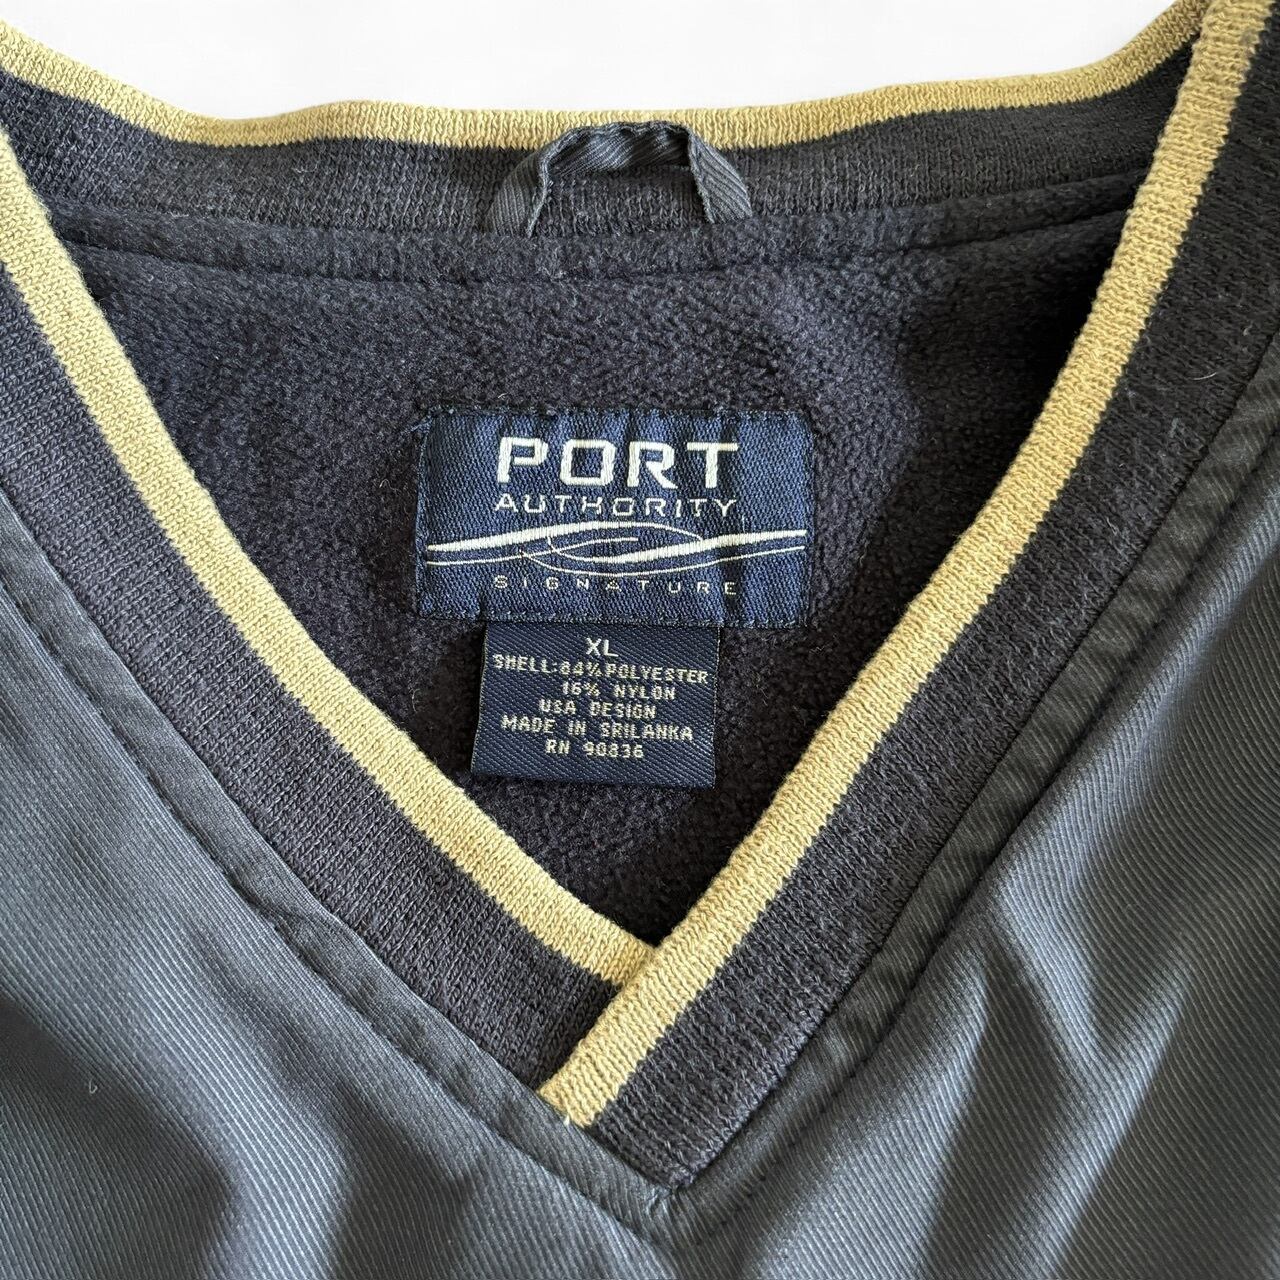 PORT
AUTHORITY
SIGNATURE
XL
SHELL:84% POLYESTER
16% NYLON
USA DESIGN
MADE IN SRILANKA
RN 90836